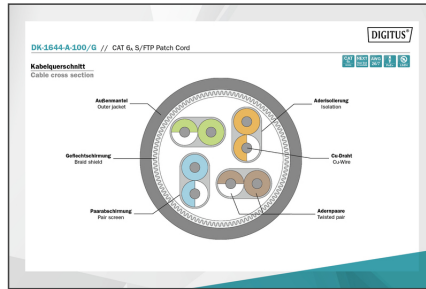 DIGITUS®
DK-1644-A-100/G // CAT 6A S/FTP Patch Cord
Kabelquerschnitt
Cable cross section
Außenmantel
Outer jacket
Aderisolierung
Isolation
Geflechtschirmung
Braid shield
Cu-Draht
Cu-Wire
Paarabschirmung
Pair screen
Adernpaare
Twisted pair